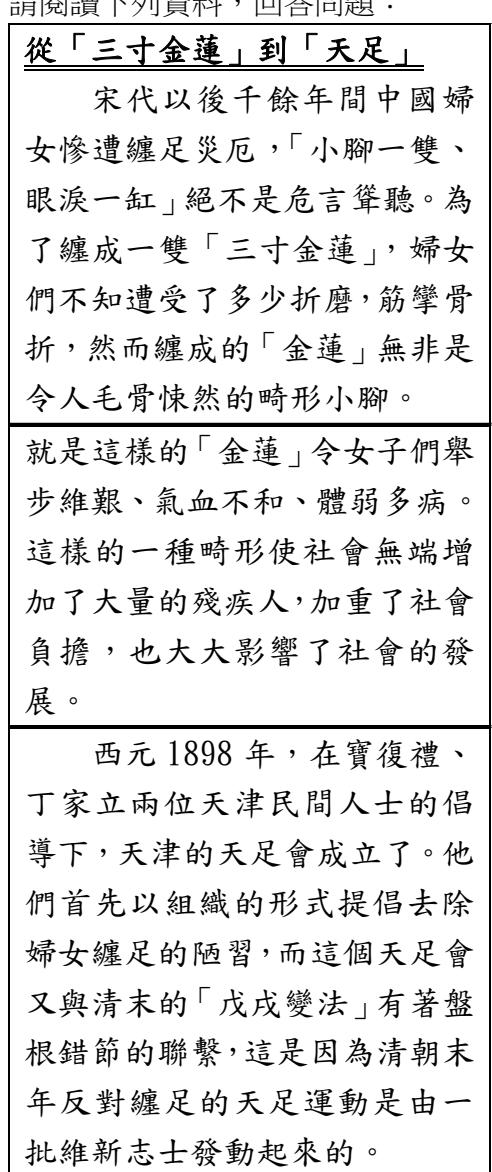 請閱讀下列資料，回答問題：
從「三寸金蓮」到「天足」
宋代以後千餘年間中國婦
女慘遭纏足災厄，「小腳一雙、
眼淚一缸」絕不是危言聳聽。為
了纏成一雙「三寸金蓮」，婦女
們不知遭受了多少折磨，筋攣骨
折，然而纏成的「金蓮」無非是
令人毛骨悚然的畸形小腳。
就是這樣的「金蓮」令女子們舉
步維艱、氣血不和、體弱多病。
這樣的一種畸形使社會無端增
加了大量的殘疾人，加重了社會
負擔，也大大影響了社會的發
展。
西元 1898 年，在寶復禮、
丁家立兩位天津民間人士的倡
導下，天津的天足會成立了。他
們首先以組織的形式提倡去除
婦女纏足的陋習，而這個天足會
又與清末的「戊戌變法」有著盤
根錯節的聯繫，這是因為清朝末
年反對纏足的天足運動是由一
批維新志士發動起來的。